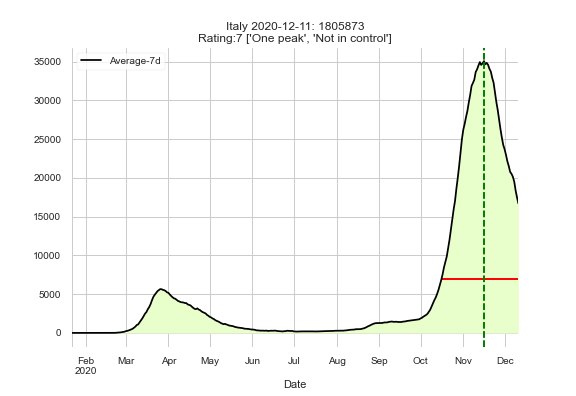 Italy 2020-12-11: 1805873
Rating:7 ['One peak', 'Not in control']
Average-7d
35000
30000
25000
20000
15000
10000
5000
0
Feb Mar Apr May Jun Jul Aug Sep Oct Nov Dec
2020
Date